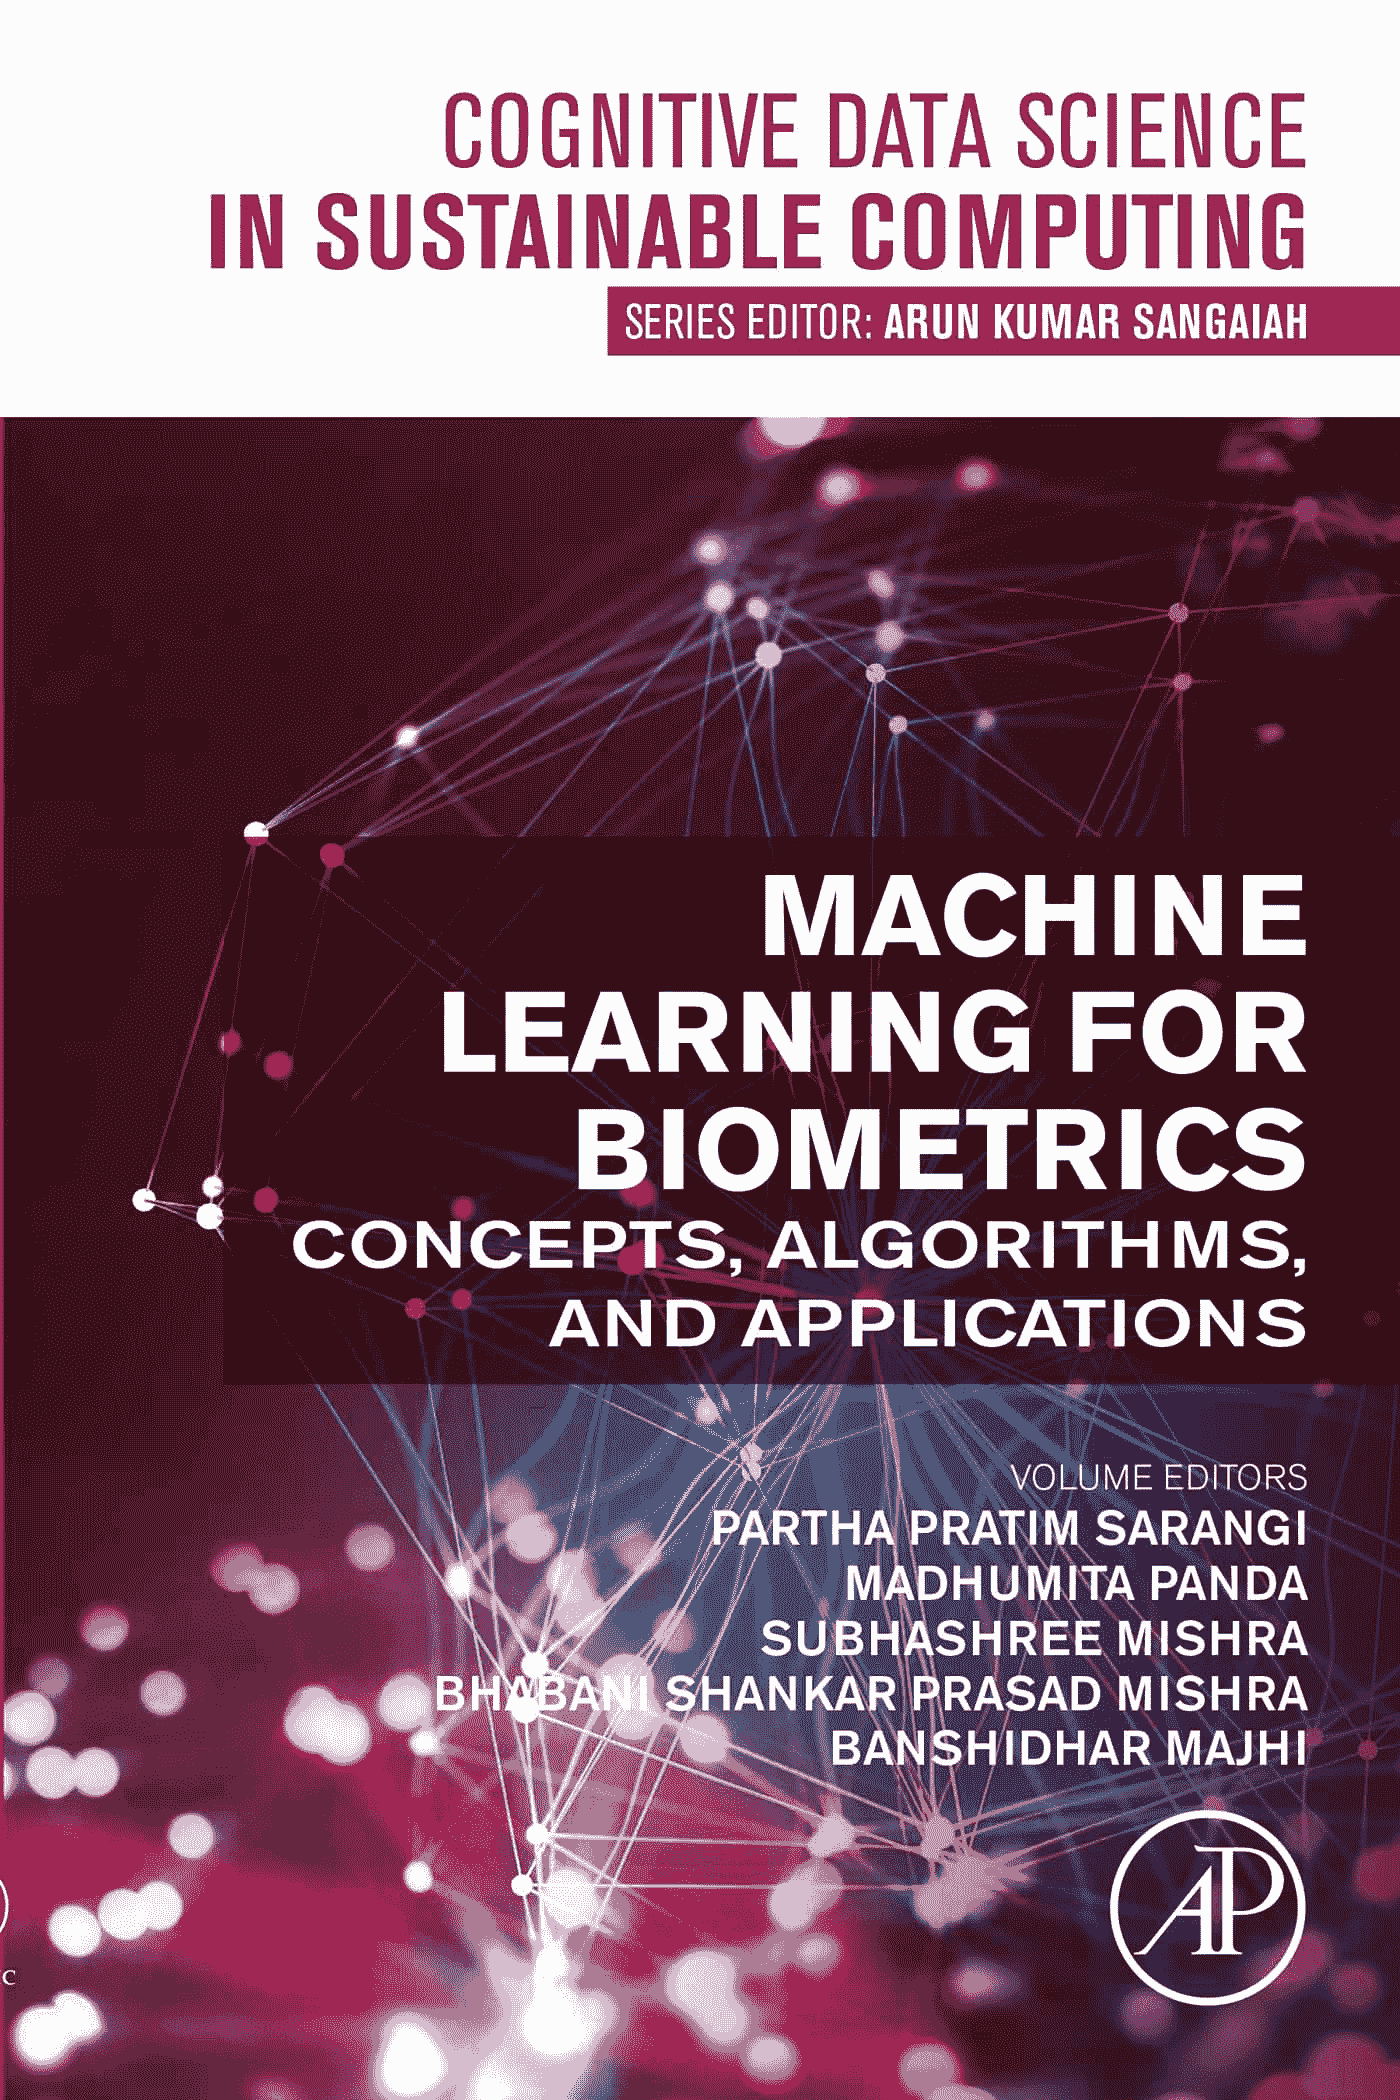 COGNITIVE DATA SCIENCE
IN SUSTAINABLE COMPUTING
SERIES EDITOR: ARUN KUMAR SANGAIAH
MACHINE
LEARNING FOR
BIOMETRICS
CONCEPTS, ALGORITHMS,
AND APPLICATIONS
VOLUME EDITORS
PARTHA PRATIM SARANGI
MADHUMITA PANDA
SUBHASHREE MISHRA
BHABANI SHANKAR PRASAD MISHRA
BANSHIDHAR MAJHI
AP
C